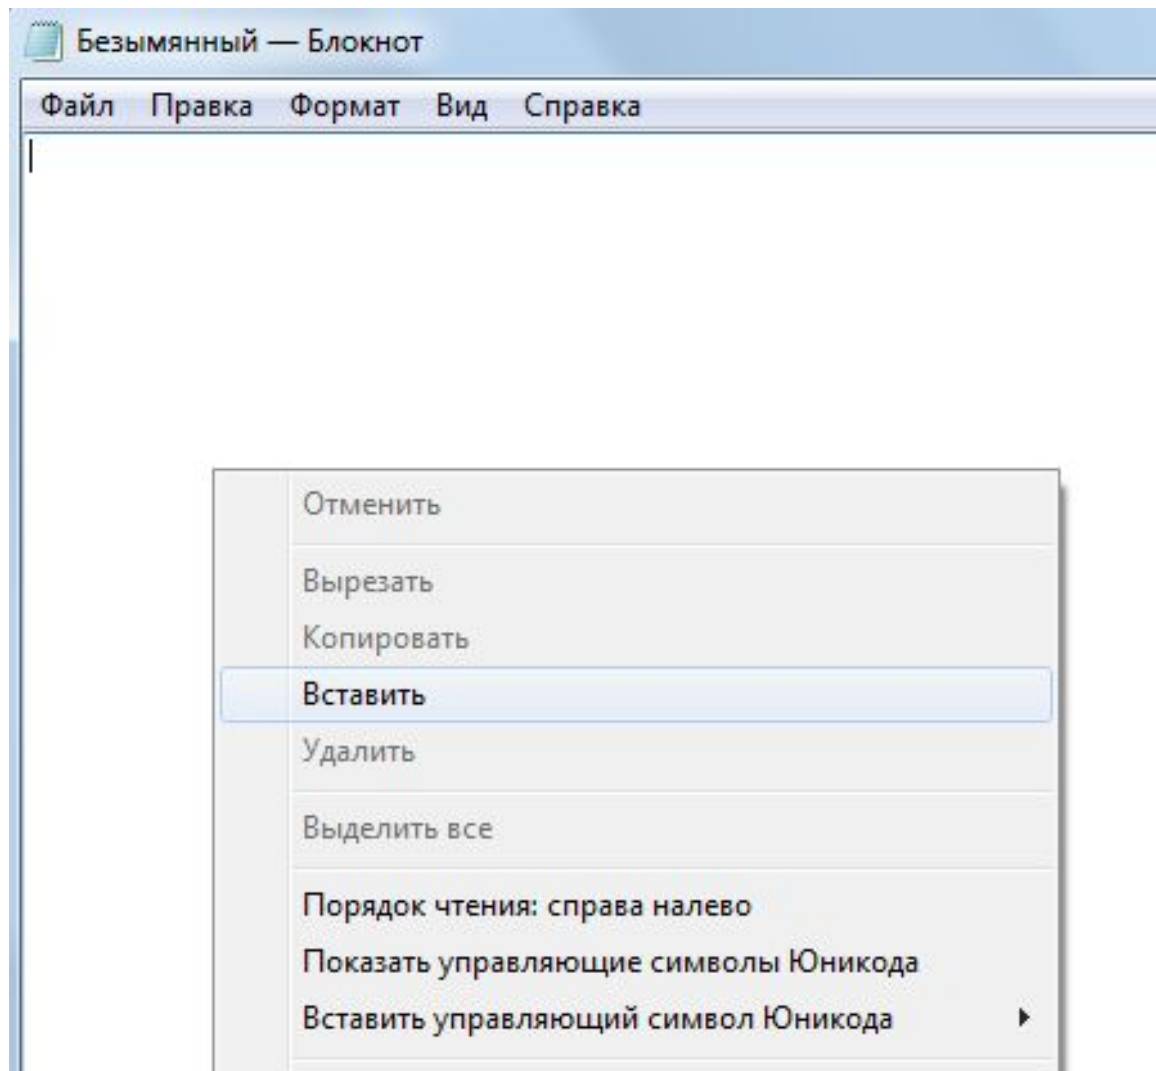 Безымянный — Блокнот
Файл Правка Формат Вид Справка
Отменить
Вырезать
Копировать
Вставить
Удалить
Выделить все
Порядок чтения: справа налево
Показать управляющие символы Юникода
Вставить управляющий символ Юникода